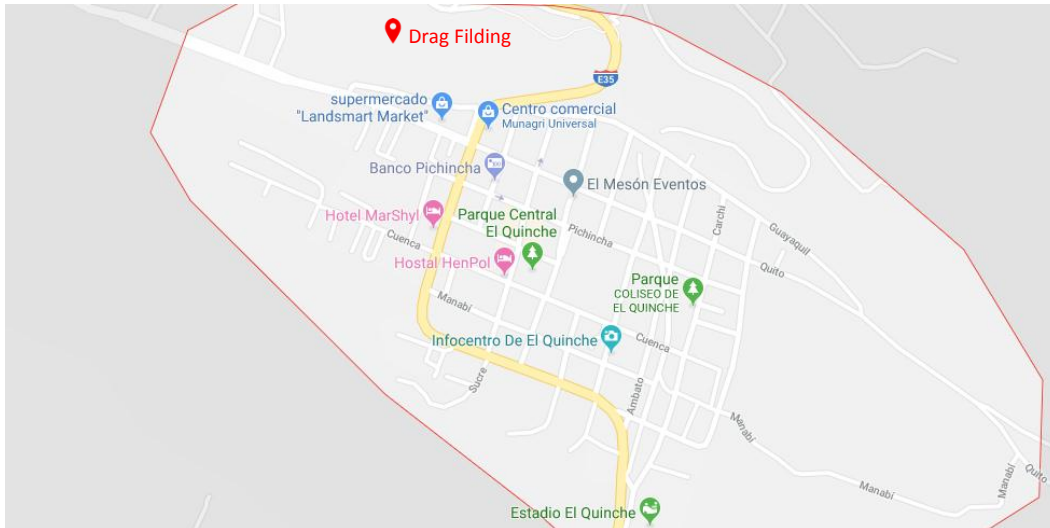 Drag Filding
E35
supermercado
"Landsmart Market"
Centro comercial
Munagri Universal
Banco Pichincha
El Mesón Eventos
Hotel MarShyl
Parque Central
El Quinche
Pichincha
Carchi
Guayaquil
Quito
Cuenca
Hostal HenPol
Parque
COLISEO DE
EL QUINCHE
Manabí
Infocentro De El Quinche
Cuenca
Sucre
Ambato
Manabí
Manabí
Manabí
Quito
Estadio El Quinche